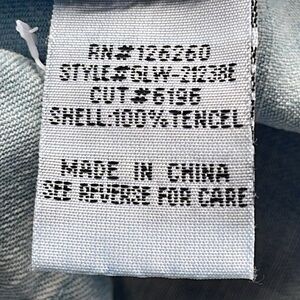 RN#126260
STYLE#GLW-21238E
CUT#6196
SHELL:100%TENCEL
MADE IN CHINA
SEE REVERSE FOR CARE